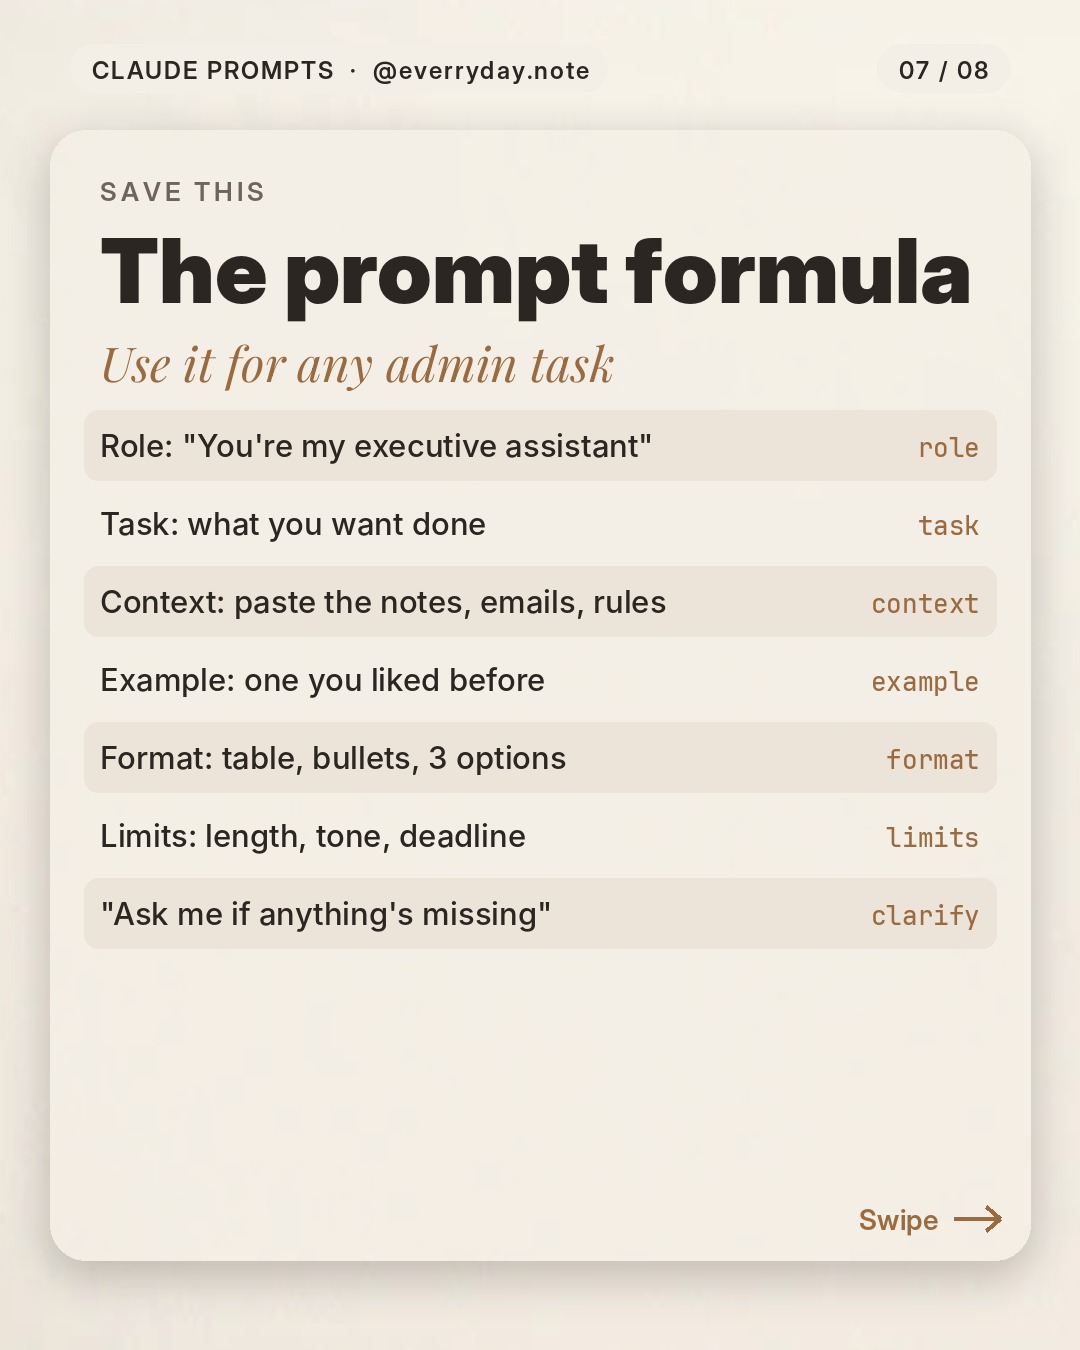 CLAUDE PROMPTS · @everryday.note
07 / 08
SAVE THIS
The prompt formula
Use it for any admin task
Role: "You're my executive assistant" role
Task: what you want done task
Context: paste the notes, emails, rules context
Example: one you liked before example
Format: table, bullets, 3 options format
Limits: length, tone, deadline limits
"Ask me if anything's missing" clarify
Swipe →